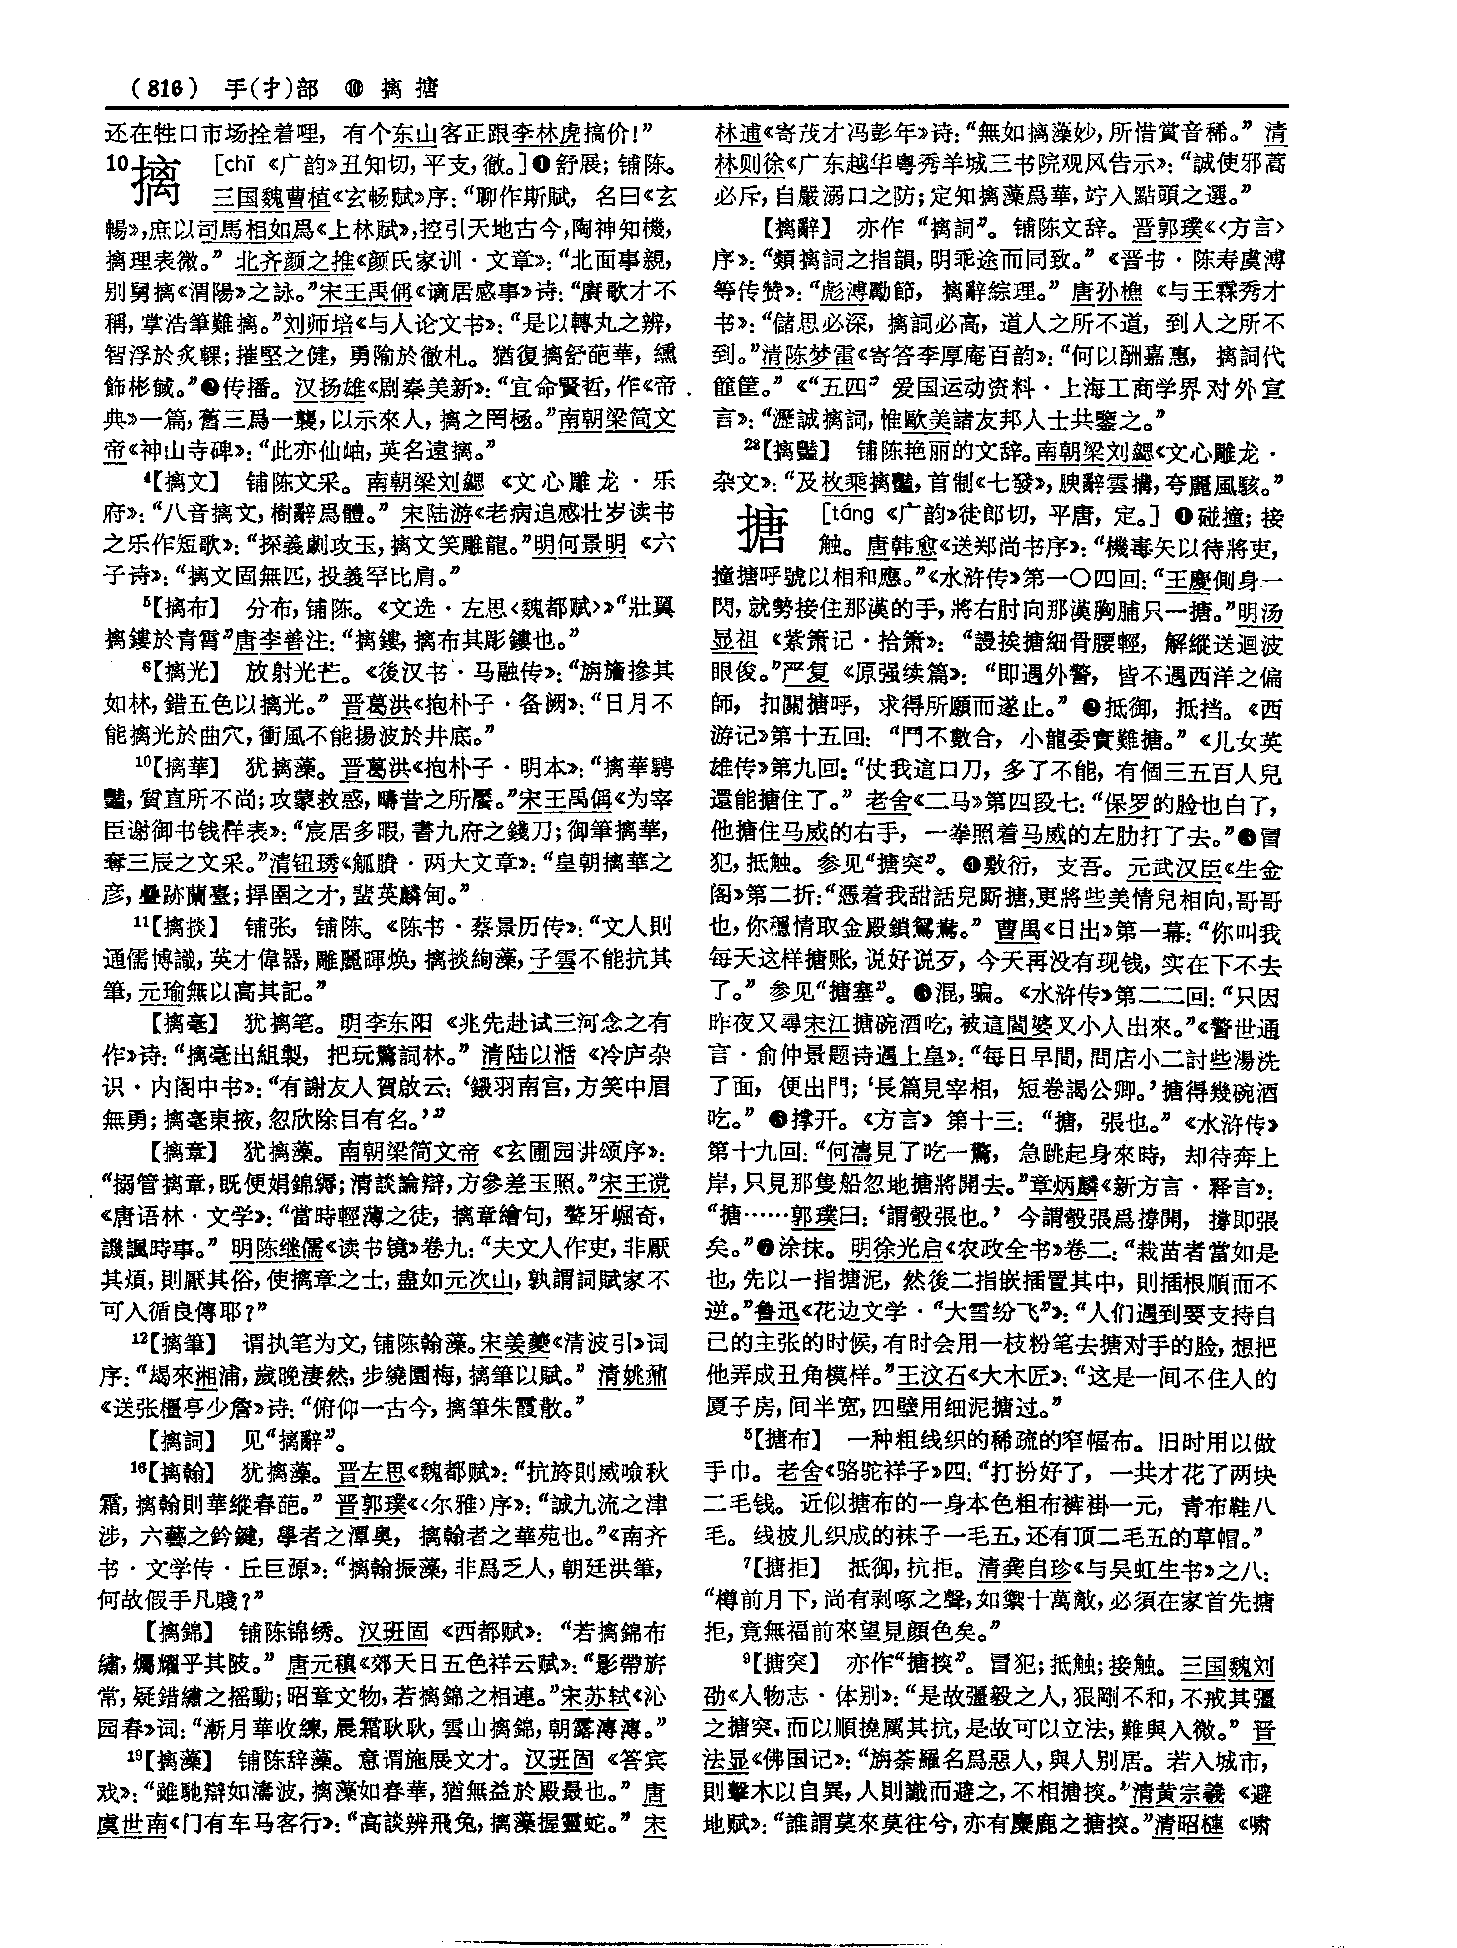 (816) 手(扌)部 ⑩ 摛 搪
还在牲口市场拴着哩，有个东山客正跟李林虎搞价！”
10摛 [chī《广韵》丑知切，平支，徹。]❶舒展；铺陈。
三国魏曹植《玄畅赋》序：“聊作斯賦，名曰《玄
暢》，庶以司馬相如爲《上林賦》，控引天地古今，陶神知機，
摛理表微。”北齐颜之推《颜氏家训·文章》：“北面事親，
别舅摛《渭陽》之詠。”宋王禹偁《谪居感事》诗：“賡歌才不
稱，掌浩筆難摛。”刘师培《与人论文书》：“是以轉丸之辨，
智浮於炙輠；摧堅之健，勇隃於徹札。猶復摛舒葩華，纁
飾彬彧。”❷传播。汉扬雄《剧秦美新》：“宜命賢哲，作《帝
典》一篇，舊三爲一襲，以示來人，摛之罔極。”南朝梁简文
帝《神山寺碑》：“此亦仙岫，英名遠摛。”
4【摛文】 铺陈文采。南朝梁刘勰《文心雕龙·乐
府》：“八音摛文，樹辭爲體。”宋陆游《老病追感壮岁读书
之乐作短歌》：“探義劇攻玉，摛文笑雕龍。”明何景明《六
子诗》：“摛文固無匹，投義罕比肩。”
5【摛布】 分布，铺陈。《文选·左思〈魏都赋〉》“壯翼
摛鏤於青霄”唐李善注：“摛鏤，摛布其彫鏤也。”
6【摛光】 放射光芒。《後汉书·马融传》：“旃旝摻其
如林，錯五色以摛光。”晋葛洪《抱朴子·备阙》：“日月不
能摛光於曲穴，衝風不能揚波於井底。”
10【摛華】 犹摛藻。晋葛洪《抱朴子·明本》：“摛華騁
豔，質直所不尚；攻蒙救惑，疇昔之所饜。”宋王禹偁《为宰
臣谢御书钱样表》：“宸居多暇，書九府之錢刀；御筆摛華，
奪三辰之文采。”清钮琇《觚賸·两大文章》：“皇朝摛華之
彦，疊跡蘭臺；捍圉之才，蜚英麟甸。”
11【摛掞】 铺张，铺陈。《陈书·蔡景历传》：“文人則
通儒博識，英才偉器，雕麗暉焕，摛掞絢藻，子雲不能抗其
筆，元瑜無以高其記。”
【摛毫】 犹摛笔。明李东阳《兆先赴试三河念之有
作》诗：“摛毫出組製，把玩驚詞林。”清陆以湉《冷庐杂
识·内阁中书》：“有謝友人賀啟云：‘鎩羽南宫，方笑中眉
無勇；摛毫東掖，忽欣除目有名。’”
【摛章】 犹摛藻。南朝梁简文帝《玄圃园讲颂序》：
“搦管摛章，既便娟錦縟；清談論辯，方參差玉照。”宋王谠
《唐语林·文学》：“當時輕薄之徒，摛章繪句，聱牙崛奇，
譏諷時事。”明陈继儒《读书镜》卷九：“夫文人作吏，非厭
其煩，則厭其俗，使摛章之士，盡如元次山，孰謂詞賦家不
可入循良傳耶？”
12【摛筆】 谓执笔为文，铺陈翰藻。宋姜夔《清波引》词
序：“朅來湘浦，歲晚淒然，步繞園梅，摛筆以賦。”清姚鼐
《送张橿亭少詹》诗：“俯仰一古今，摛筆朱霞散。”
【摛詞】 见“摛辭”。
16【摛翰】 犹摛藻。晋左思《魏都赋》：“抗旍則威噞秋
霜，摛翰則華縱春葩。”晋郭璞《〈尔雅〉序》：“誠九流之津
涉，六藝之鈐鍵，學者之潭奥，摛翰者之華苑也。”《南齐
书·文学传·丘巨源》：“摛翰振藻，非爲乏人，朝廷洪筆，
何故假手凡賤？”
【摛錦】 铺陈锦绣。汉班固《西都赋》：“若摛錦布
繡，爥耀乎其陂。”唐元稹《郊天日五色祥云赋》：“影帶旂
常，疑錯繡之摇動；昭章文物，若摛錦之相連。”宋苏轼《沁
园春》词：“漸月華收練，晨霜耿耿，雲山摛錦，朝露漙漙。”
19【摛藻】 铺陈辞藻。意谓施展文才。汉班固《答宾
戏》：“雖馳辯如濤波，摛藻如春華，猶無益於殿最也。”唐
虞世南《门有车马客行》：“高談辨飛兔，摛藻握靈蛇。”宋
林逋《寄茂才冯彭年》诗：“無如摛藻妙，所惜賞音稀。”清
林则徐《广东越华粤秀羊城三书院观风告示》：“誠使邪蒿
必斥，自嚴溺口之防；定知摛藻爲華，竚入點頭之選。”
【摛辭】 亦作“摛詞”。铺陈文辞。晋郭璞《〈方言〉
序》：“類摛詞之指韻，明乖途而同致。”《晋书·陈寿虞溥
等传赞》：“彪溥勵節，摛辭綜理。”唐孙樵《与王霖秀才
书》：“儲思必深，摛詞必高，道人之所不道，到人之所不
到。”清陈梦雷《寄答李厚庵百韵》：“何以酬嘉惠，摛詞代
篚筐。”《“五四”爱国运动资料·上海工商学界对外宣
言》：“瀝誠摛詞，惟歐美諸友邦人士共鑒之。”
28【摛豔】 铺陈艳丽的文辞。南朝梁刘勰《文心雕龙·
杂文》：“及枚乘摛豔，首制《七發》，腴辭雲搆，夸麗風駭。”
搪 [táng《广韵》徒郎切，平唐，定。]❶碰撞；接
触。唐韩愈《送郑尚书序》：“機毒矢以待將吏，
撞搪呼號以相和應。”《水浒传》第一〇四回：“王慶側身一
閃，就勢接住那漢的手，將右肘向那漢胸脯只一搪。”明汤
显祖《紫箫记·拾箫》：“謾挨搪細骨腰輕，解縱送迴波
眼俊。”严复《原强续篇》：“即遇外警，皆不遇西洋之偏
師，扣關搪呼，求得所願而遂止。”❷抵御，抵挡。《西
游记》第十五回：“鬥不數合，小龍委實難搪。”《儿女英
雄传》第九回：“仗我這口刀，多了不能，有個三五百人兒
還能搪住了。”老舍《二马》第四段七：“保罗的脸也白了，
他搪住马威的右手，一拳照着马威的左肋打了去。”❸冒
犯，抵触。参见“搪突”。❹敷衍，支吾。元武汉臣《生金
阁》第二折：“憑着我甜話兒厮搪，更將些美情兒相向，哥哥
也，你穩情取金殿鎖鴛鴦。”曹禺《日出》第一幕：“你叫我
每天这样搪账，说好说歹，今天再没有现钱，实在下不去
了。”参见“搪塞”。❺混，骗。《水浒传》第二二回：“只因
昨夜又尋宋江搪碗酒吃，被這閻婆叉小人出來。”《警世通
言·俞仲景题诗遇上皇》：“每日早間，問店小二討些湯洗
了面，便出門；‘長篇見宰相，短卷謁公卿。’搪得幾碗酒
吃。”❻撑开。《方言》第十三：“搪，張也。”《水浒传》
第十九回：“何濤見了吃一驚，急跳起身來時，却待奔上
岸，只見那隻船忽地搪將開去。”章炳麟《新方言·释言》：
“搪……郭璞曰：‘謂彀張也。’今謂彀張爲撐開，撐即張
矣。”❼涂抹。明徐光启《农政全书》卷二：“栽苗者當如是
也，先以一指搪泥，然後二指嵌插置其中，則插根順而不
逆。”鲁迅《花边文学·“大雪纷飞”》：“人们遇到要支持自
己的主张的时候，有时会用一枝粉笔去搪对手的脸，想把
他弄成丑角模样。”王汶石《大木匠》：“这是一间不住人的
厦子房，间半宽，四壁用细泥搪过。”
5【搪布】 一种粗线织的稀疏的窄幅布。旧时用以做
手巾。老舍《骆驼祥子》四：“打扮好了，一共才花了两块
二毛钱。近似搪布的一身本色粗布裤褂一元，青布鞋八
毛。线披儿织成的袜子一毛五，还有顶二毛五的草帽。”
7【搪拒】 抵御，抗拒。清龚自珍《与吴虹生书》之八：
“樽前月下，尚有剥啄之聲，如禦十萬敵，必須在家首先搪
拒，竟無福前來望見顔色矣。”
9【搪突】 亦作“搪揬”。冒犯；抵触；接触。三国魏刘
劭《人物志·体别》：“是故彊毅之人，狠剛不和，不戒其彊
之搪突，而以順撓厲其抗，是故可以立法，難與入微。”晋
法显《佛国记》：“旃荼羅名爲惡人，與人别居。若入城市，
則擊木以自異，人則識而避之，不相搪揬。”清黄宗羲《避
地赋》：“誰謂莫來莫往兮，亦有麋鹿之搪揬。”清昭槤《啸